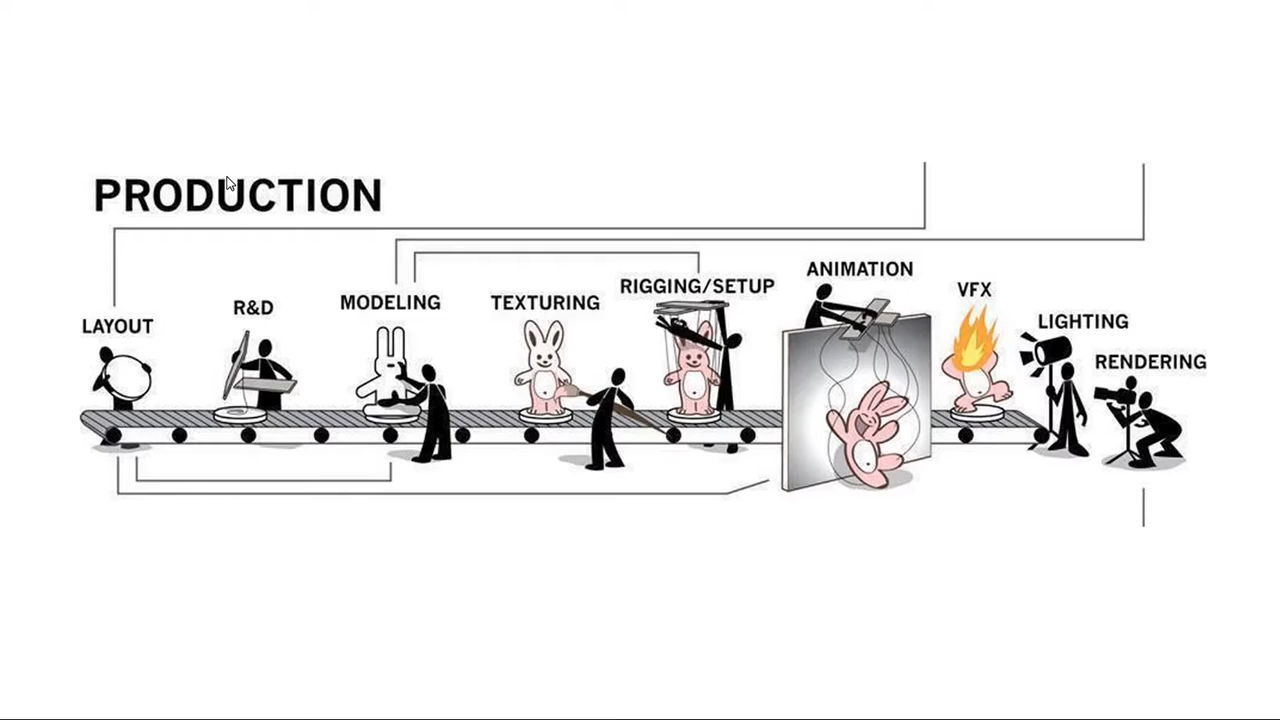 PRODUCTION
LAYOUT
R&D
MODELING
TEXTURING
RIGGING/SETUP
ANIMATION
VFX
LIGHTING
RENDERING